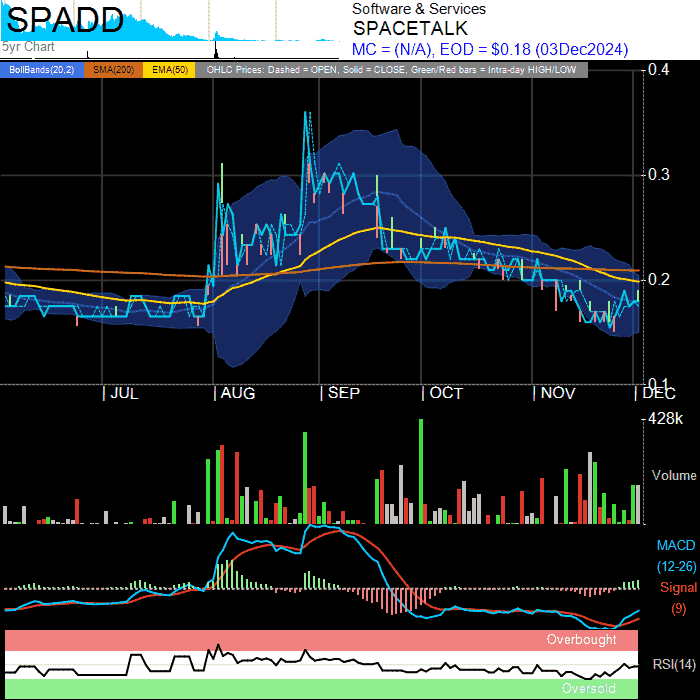 SPADD
5yr Chart
Software & Services
SPACETALK
MC = (N/A), EOD = $0.18 (03Dec2024)
BollBands(20,2) SMA(200) EMA(50) OHLC Prices: Dashed = OPEN, Solid = CLOSE, Green/Red bars = Intra-day HIGH/LOW
0.4
0.3
0.2
0.1
| JUL | AUG | SEP | OCT | NOV | DEC
428k
Volume
MACD
(12-26)
Signal
(9)
Overbought
RSI(14)
Oversold